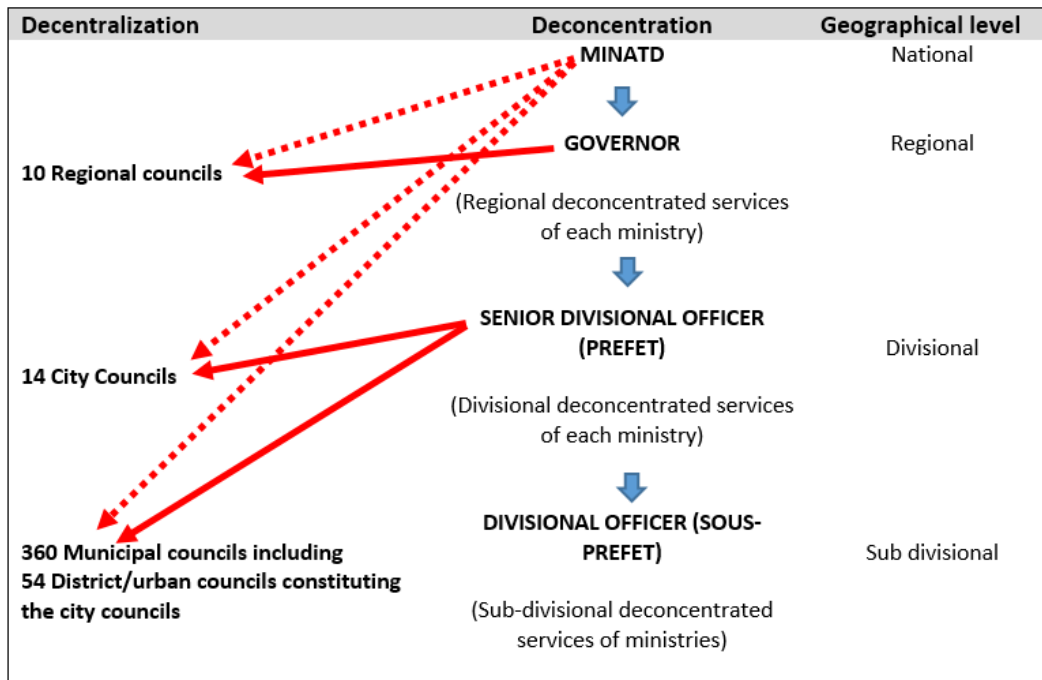 Decentralization Deconcentration Geographical level
MINATD National
GOVERNOR Regional
10 Regional councils
(Regional deconcentrated services
of each ministry)
SENIOR DIVISIONAL OFFICER
(PREFET) Divisional
14 City Councils
(Divisional deconcentrated services
of each ministry)
DIVISIONAL OFFICER (SOUS-
PREFET) Sub divisional
360 Municipal councils including
54 District/urban councils constituting
the city councils
(Sub-divisional deconcentrated
services of ministries)